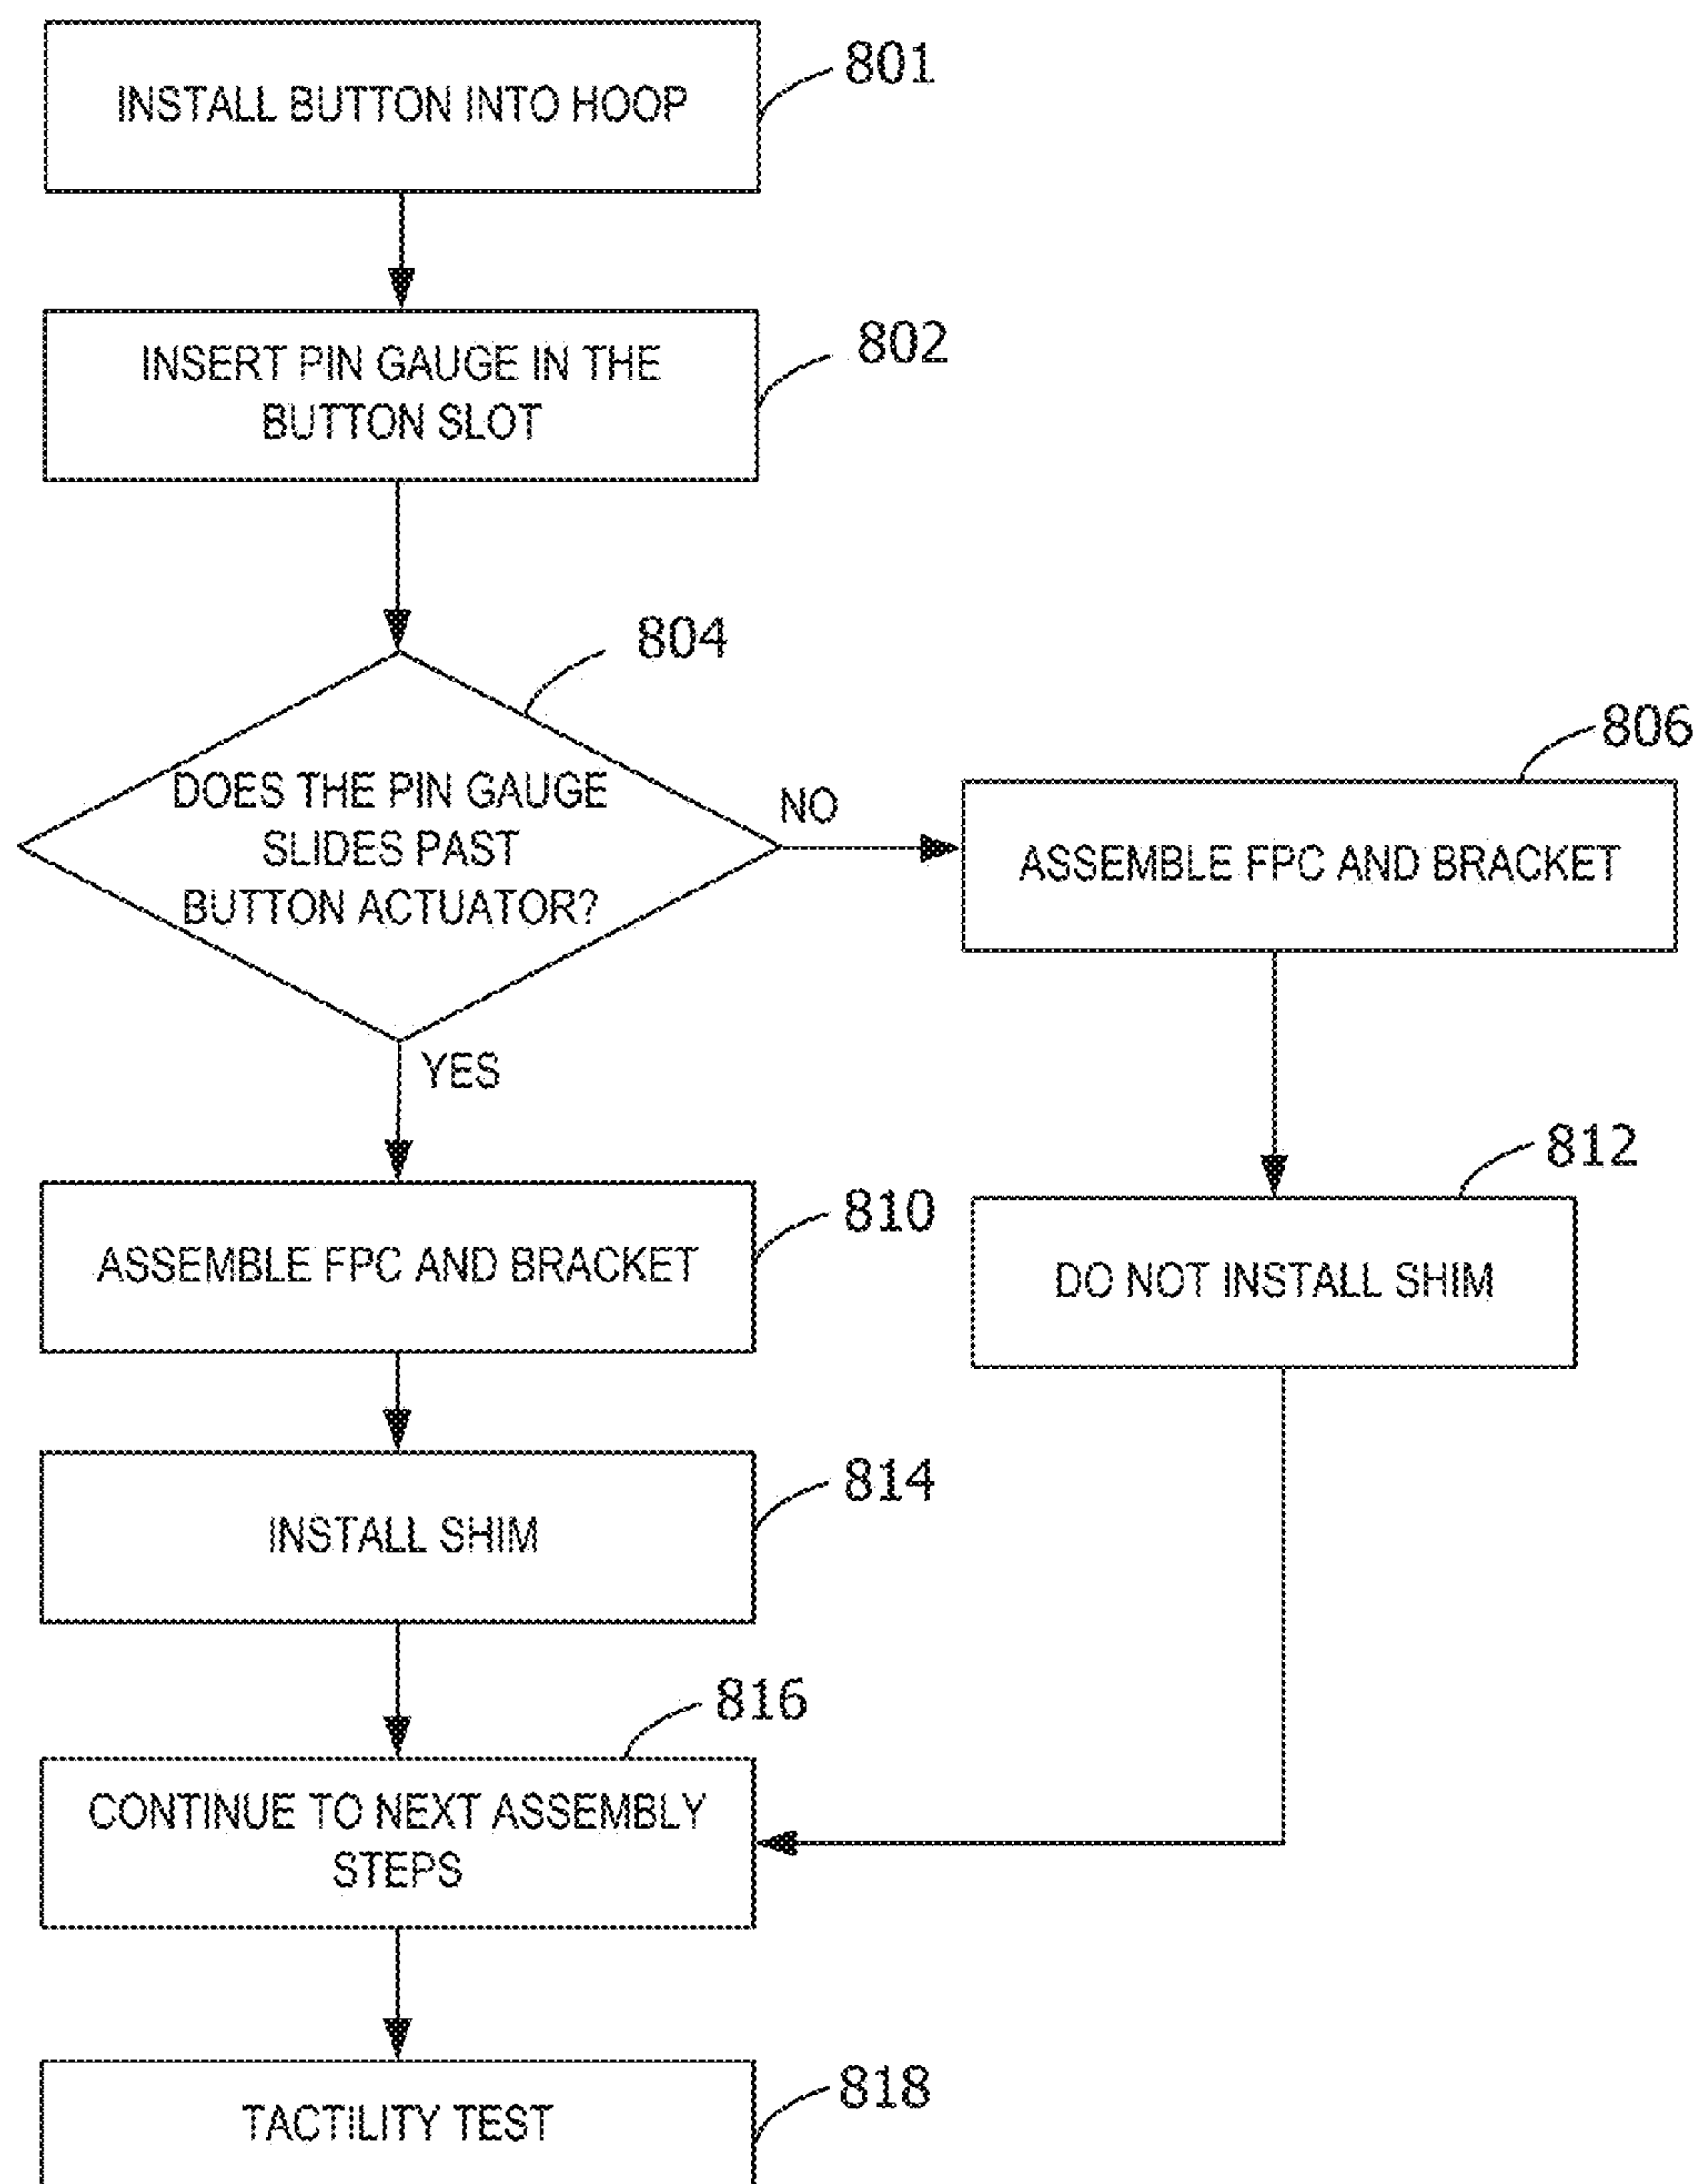 INSTALL BUTTON INTO HOOP
801
INSERT PIN GAUGE IN THE
BUTTON SLOT
802
804
DOES THE PIN GAUGE
SLIDES PAST
BUTTON ACTUATOR?
NO
806
ASSEMBLE FPC AND BRACKET
YES
812
DO NOT INSTALL SHIM
810
ASSEMBLE FPC AND BRACKET
814
INSTALL SHIM
816
CONTINUE TO NEXT ASSEMBLY
STEPS
818
TACTILITY TEST